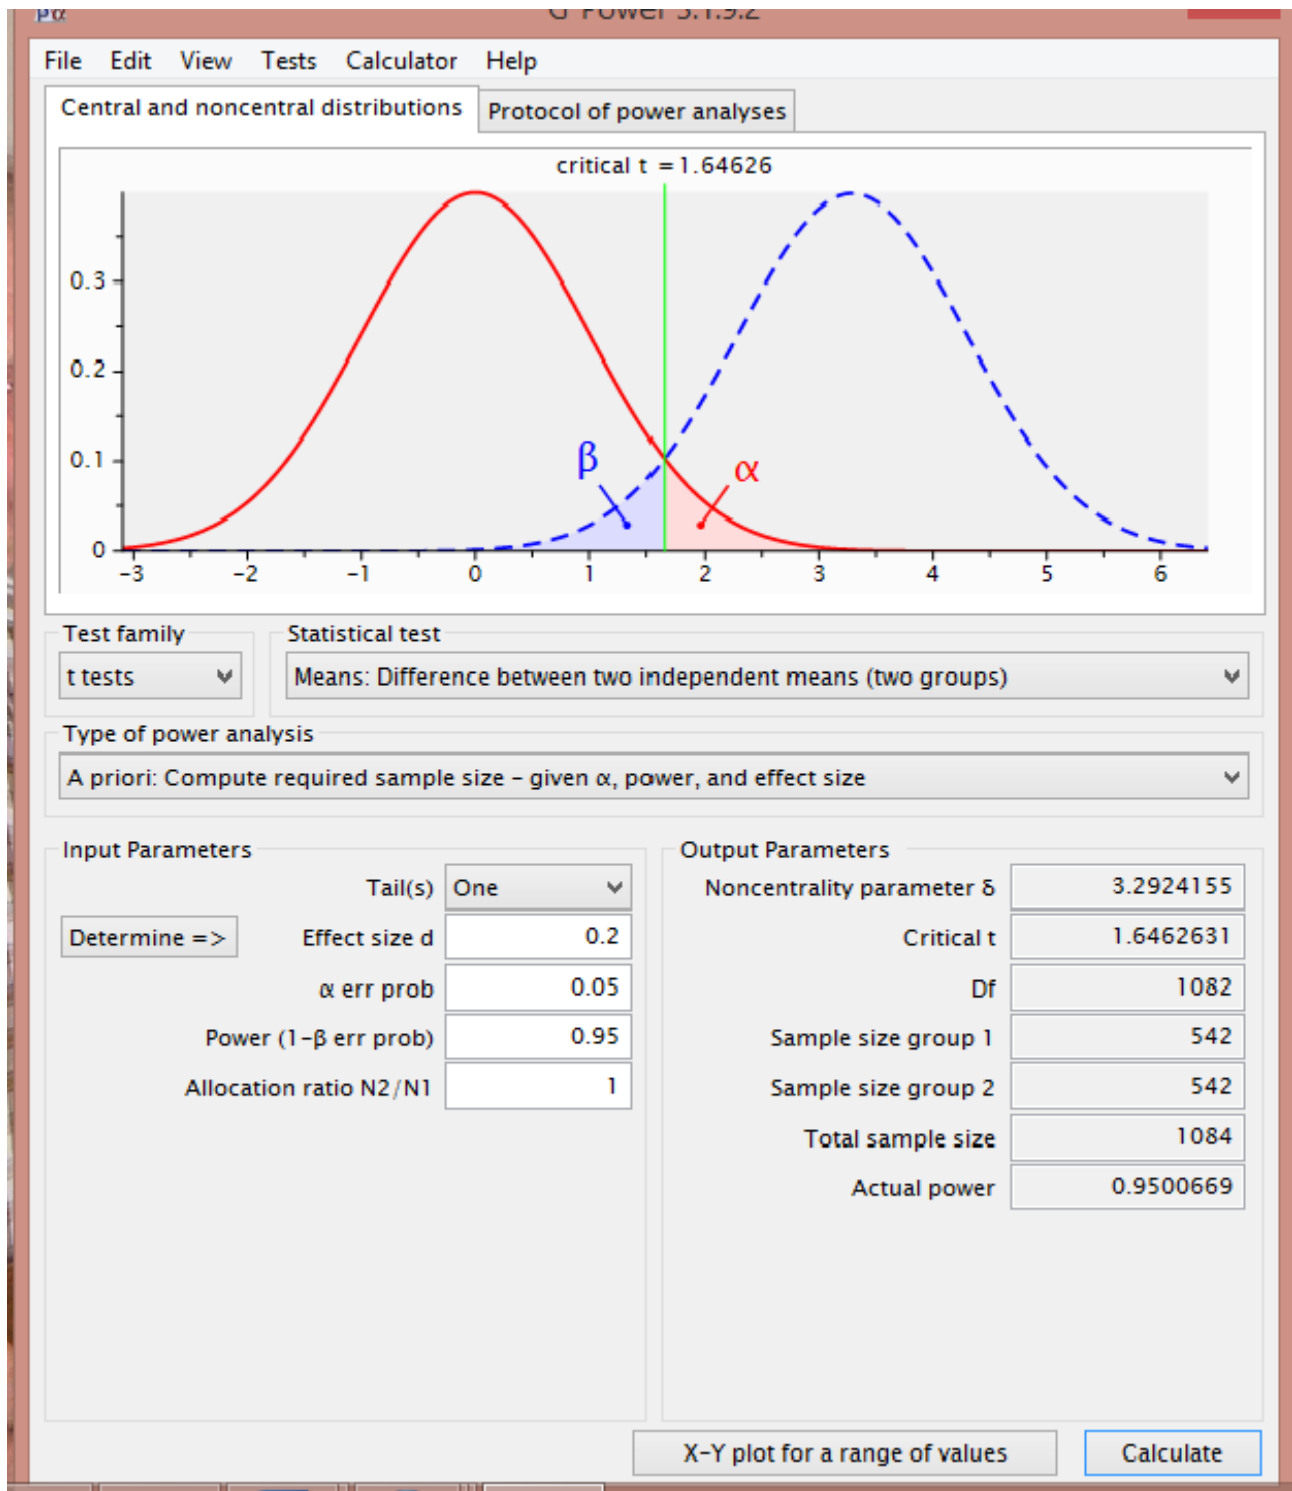 pα G*Power 3.1.9.2
File Edit View Tests Calculator Help
Central and noncentral distributions Protocol of power analyses
critical t = 1.64626
0.3
0.2
0.1
0
β
α
-3 -2 -1 0 1 2 3 4 5 6
Test family Statistical test
t tests Means: Difference between two independent means (two groups)
Type of power analysis
A priori: Compute required sample size – given α, power, and effect size
Input Parameters Output Parameters
Tail(s) One Noncentrality parameter δ 3.2924155
Determine => Effect size d 0.2 Critical t 1.6462631
α err prob 0.05 Df 1082
Power (1-β err prob) 0.95 Sample size group 1 542
Allocation ratio N2/N1 1 Sample size group 2 542
Total sample size 1084
Actual power 0.9500669
X-Y plot for a range of values Calculate